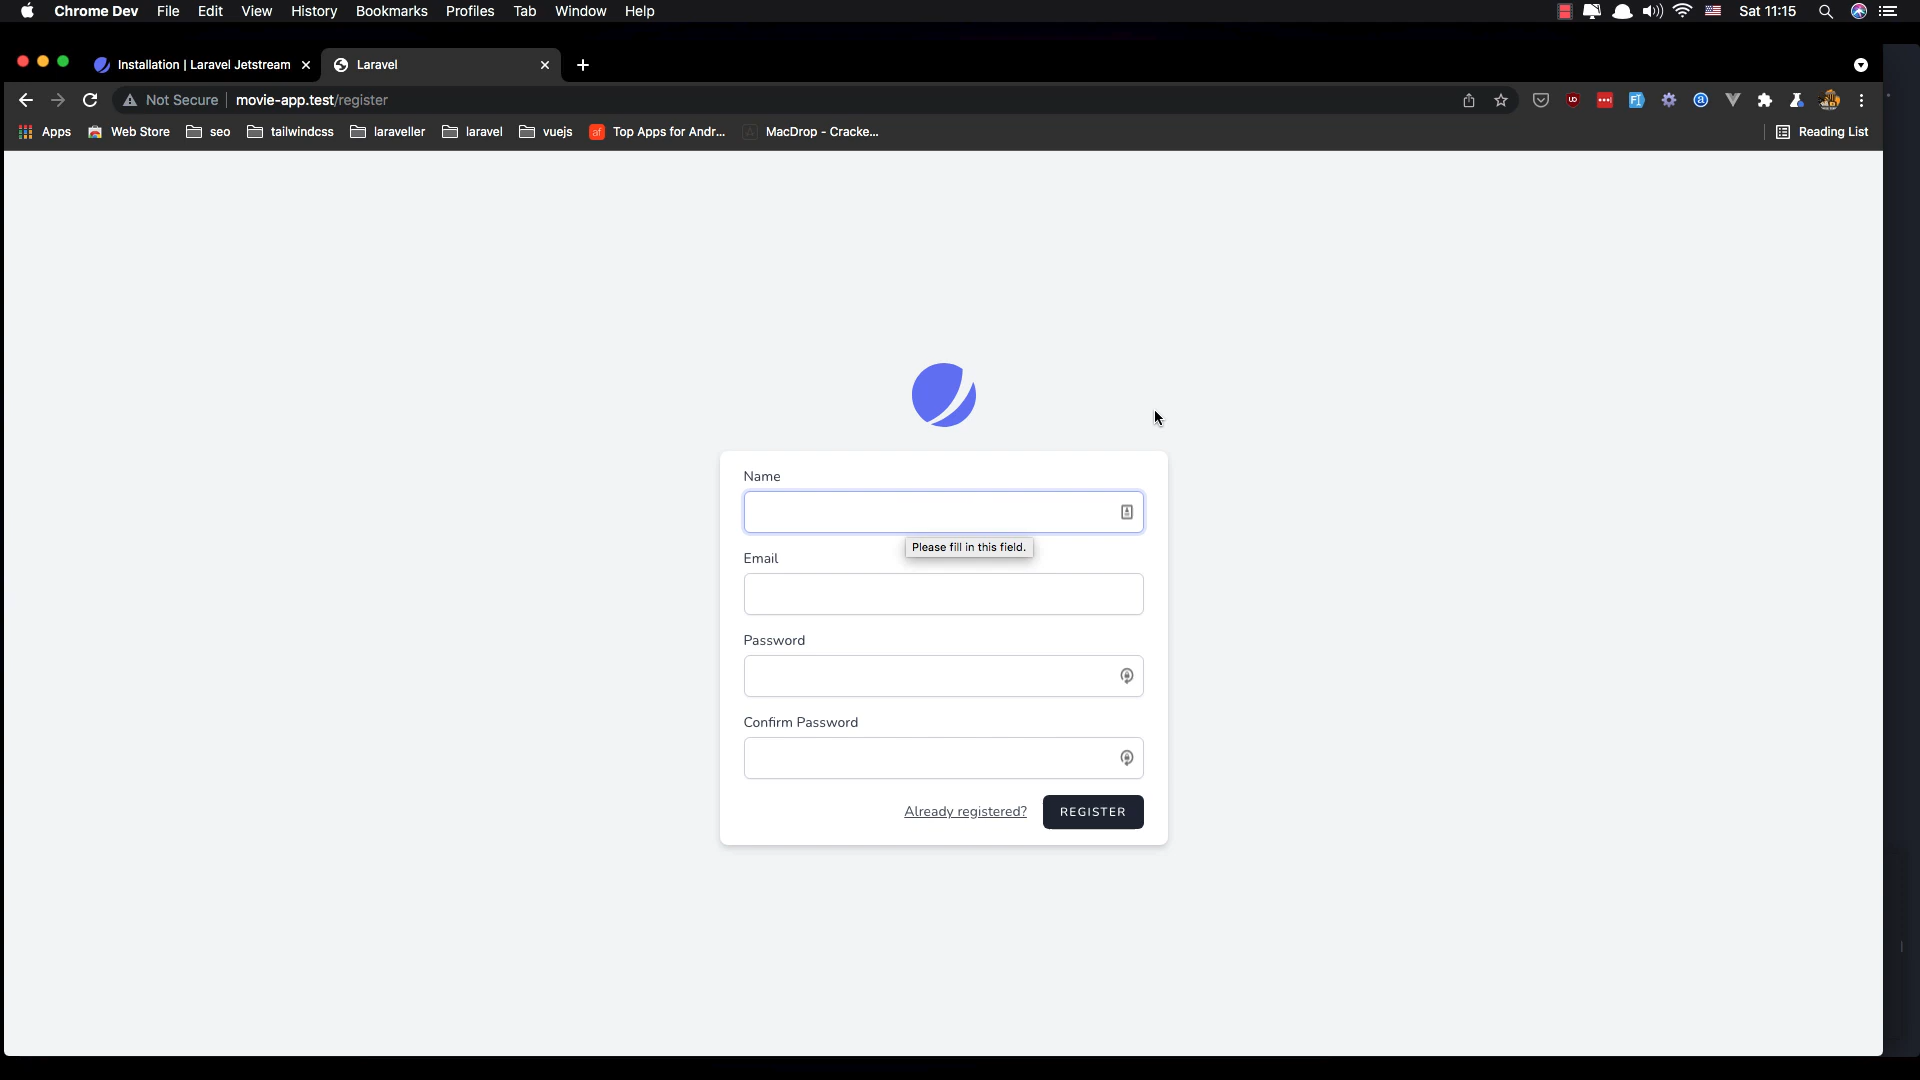 Chrome Dev File Edit View History Bookmarks Profiles Tab Window Help Sat 11:15
Installation | Laravel Jetstream Laravel
Not Secure movie-app.test/register
Apps Web Store seo tailwindcss laraveller laravel vuejs Top Apps for Andr... MacDrop - Cracke... Reading List
Name
Please fill in this field.
Email
Password
Confirm Password
Already registered? REGISTER